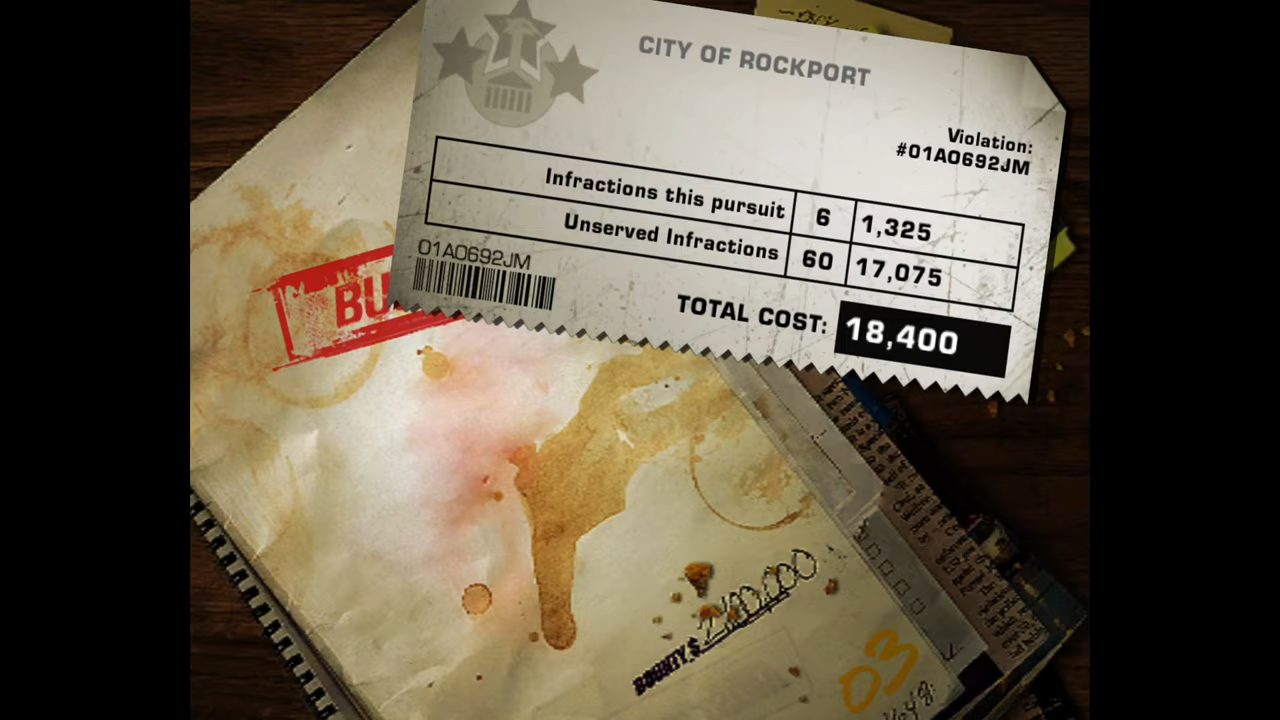 CITY OF ROCKPORT
Violation:
#01A0692JM
Infractions this pursuit 6 1,325
Unserved Infractions 60 17,075
01A0692JM
TOTAL COST: 18,400
BOUNTY $
03